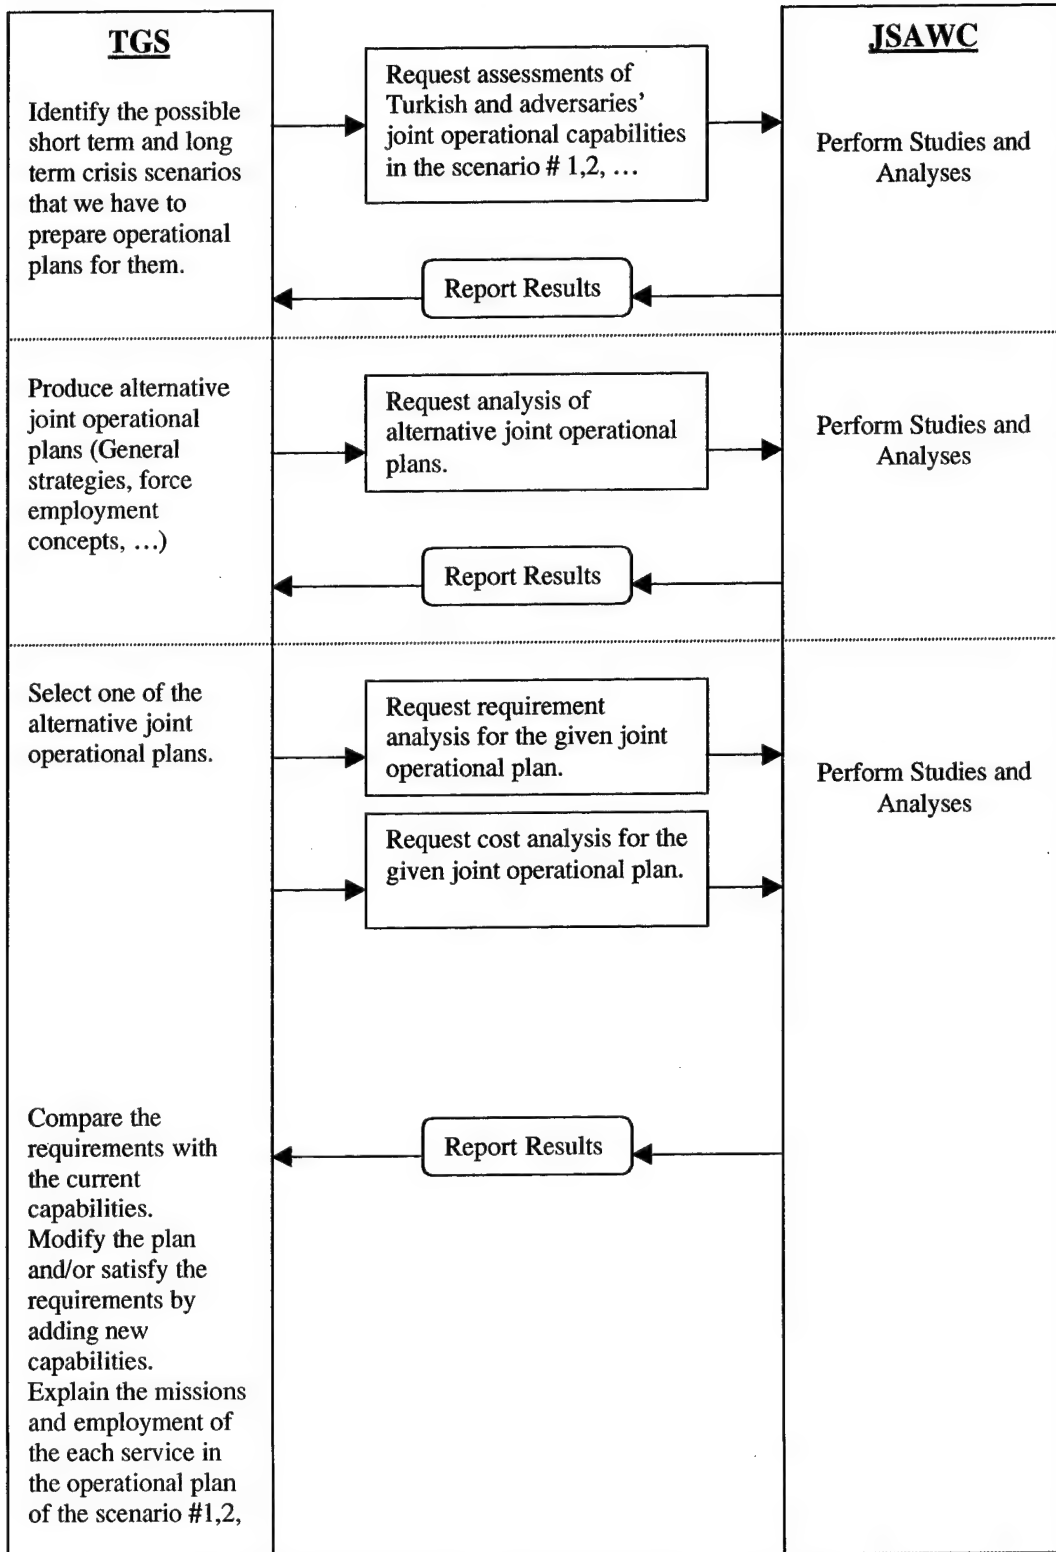 TGS
Identify the possible
short term and long
term crisis scenarios
that we have to
prepare operational
plans for them.
Request assessments of
Turkish and adversaries’
joint operational capabilities
in the scenario # 1,2, …
JSAWC
Perform Studies and
Analyses
Report Results
Produce alternative
joint operational
plans (General
strategies, force
employment
concepts, …)
Request analysis of
alternative joint operational
plans.
Perform Studies and
Analyses
Report Results
Select one of the
alternative joint
operational plans.
Request requirement
analysis for the given joint
operational plan.
Request cost analysis for the
given joint operational plan.
Perform Studies and
Analyses
Report Results
Compare the
requirements with
the current
capabilities.
Modify the plan
and/or satisfy the
requirements by
adding new
capabilities.
Explain the missions
and employment of
the each service in
the operational plan
of the scenario #1,2,